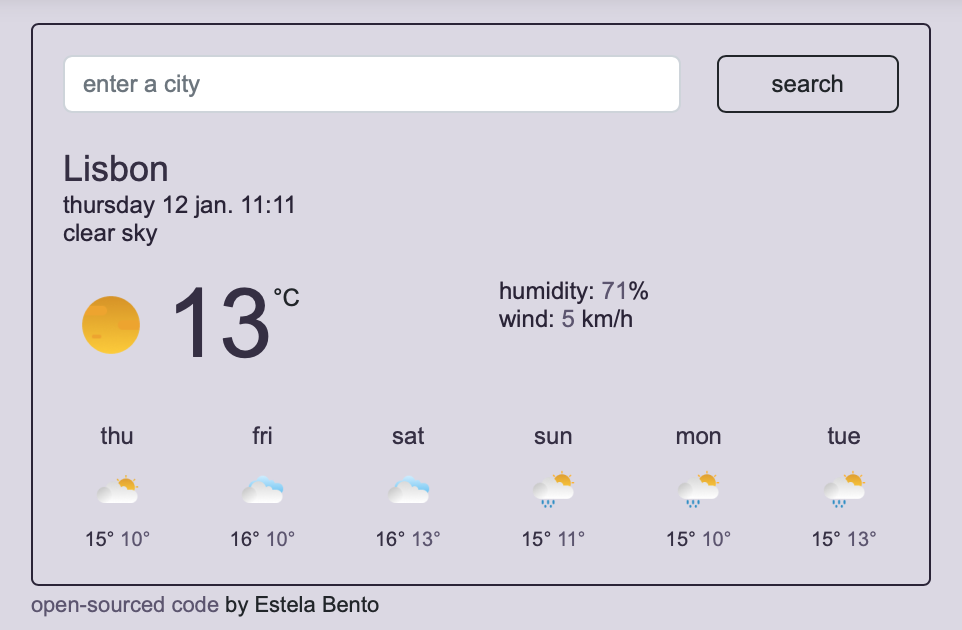 enter a city
search
Lisbon
thursday 12 jan. 11:11
clear sky
13 °C
humidity: 71%
wind: 5 km/h
thu fri sat sun mon tue
15° 10° 16° 10° 16° 13° 15° 11° 15° 10° 15° 13°
open-sourced code by Estela Bento